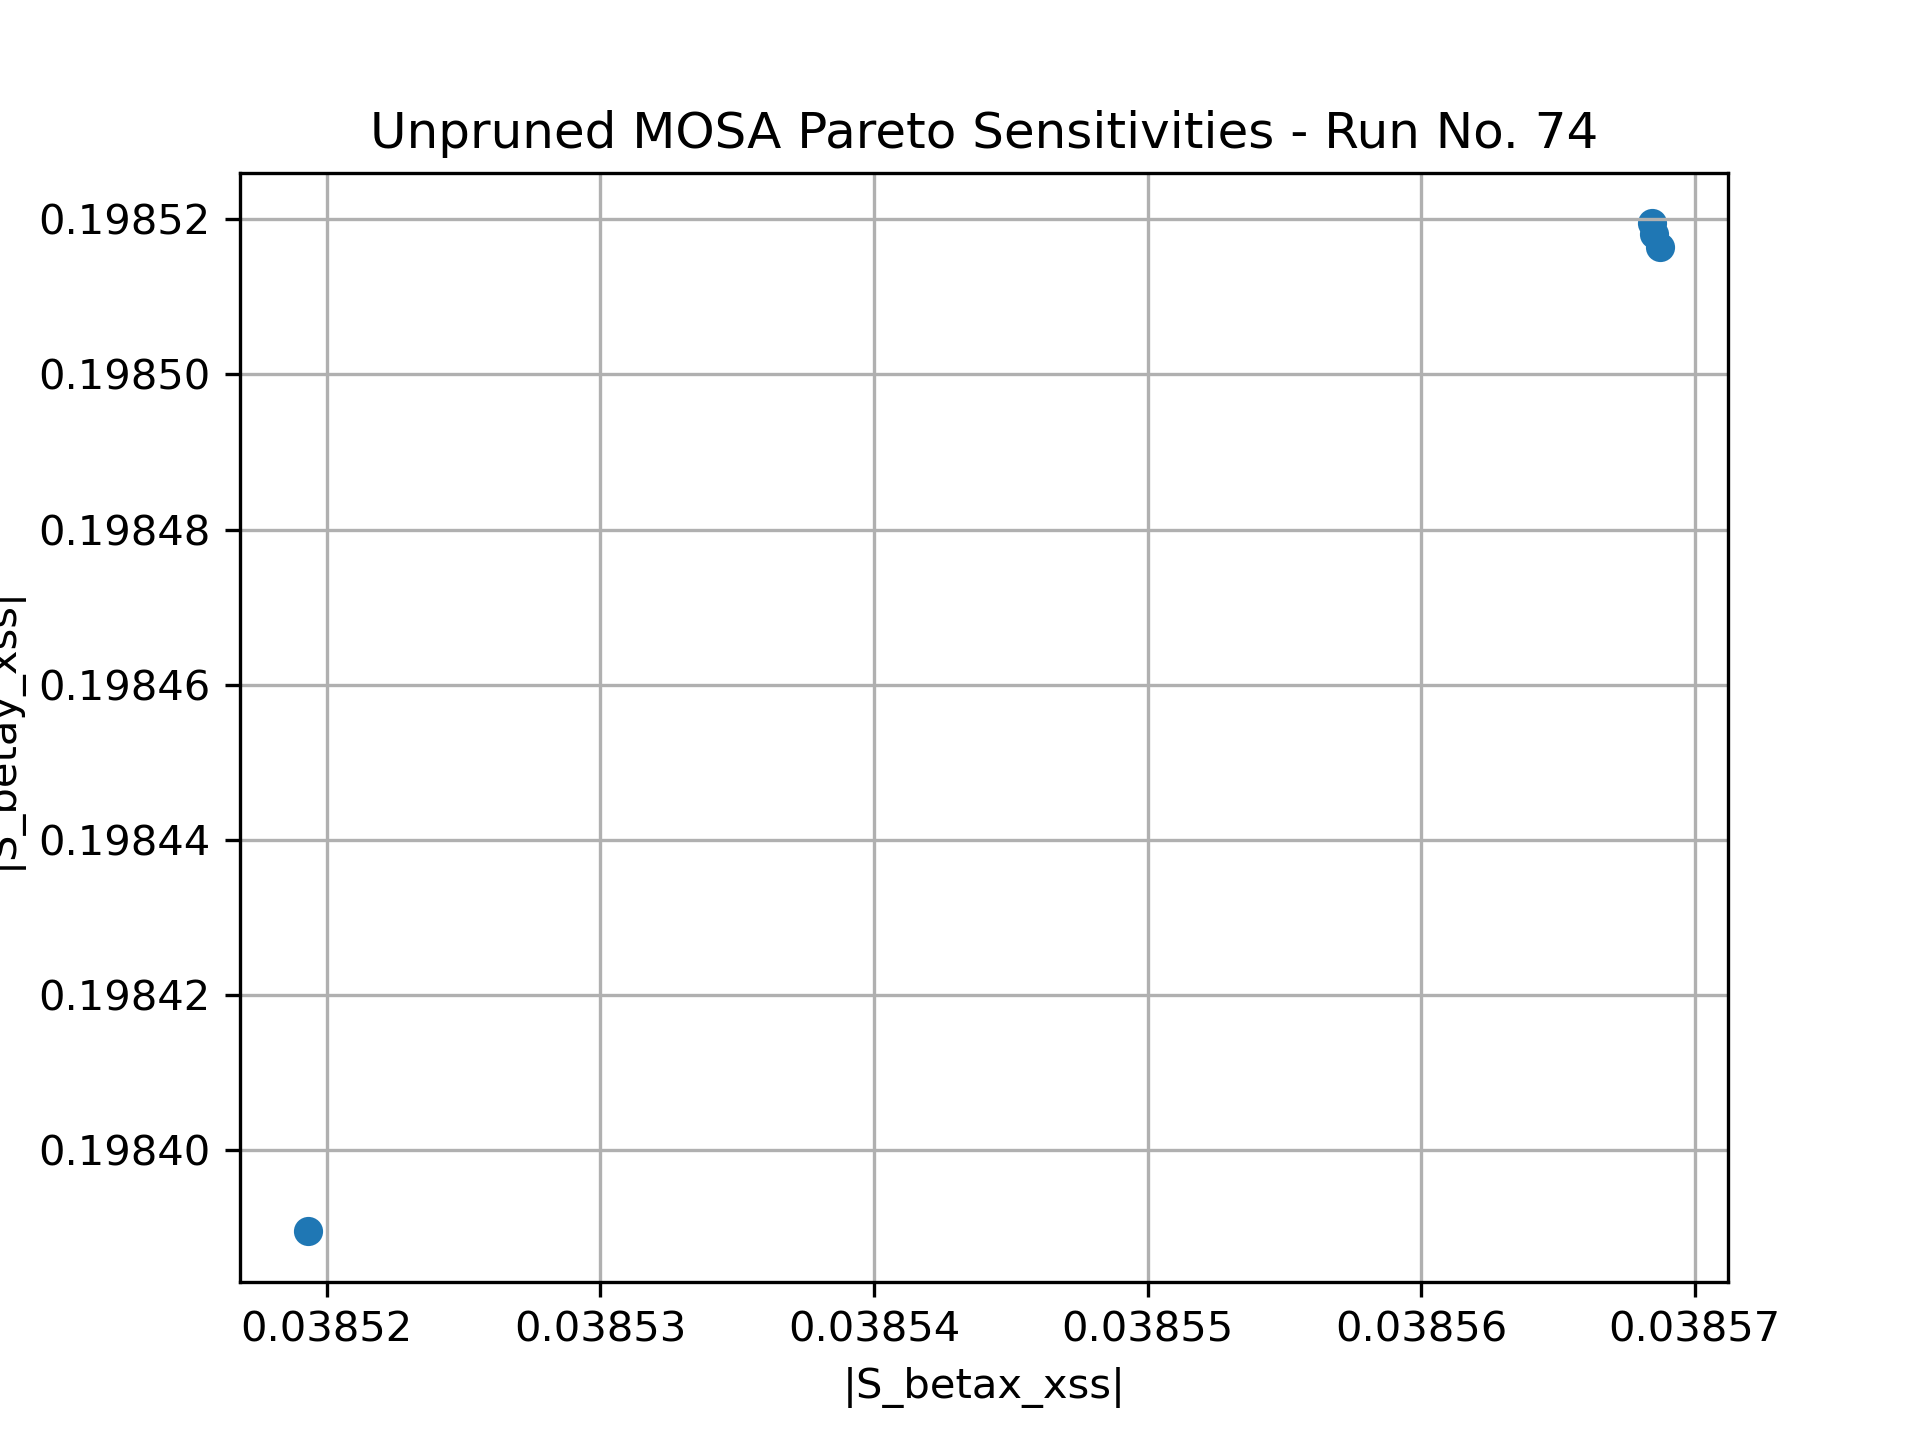 Unpruned MOSA Pareto Sensitivities - Run No. 74
0.19852
0.19850
0.19848
0.19846
0.19844
0.19842
0.19840
|S_betay_xss|
0.03852 0.03853 0.03854 0.03855 0.03856 0.03857
|S_betax_xss|